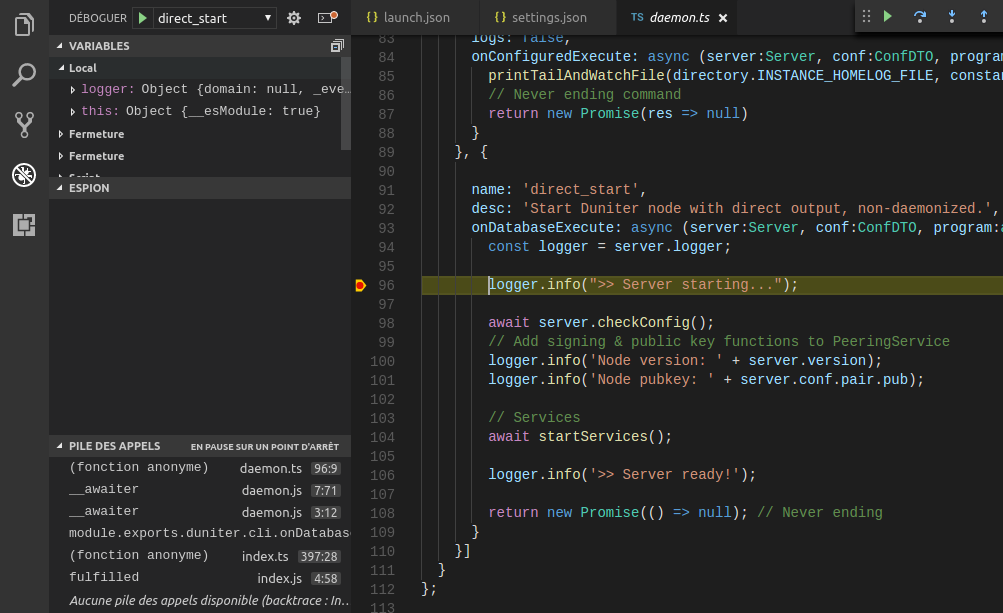 DÉBOGUER direct_start
VARIABLES
Local
logger: Object {domain: null, _eve…
this: Object {__esModule: true}
Fermeture
Fermeture
Script
ESPION
PILE DES APPELS EN PAUSE SUR UN POINT D'ARRÊT
(fonction anonyme) daemon.ts 96:9
__awaiter daemon.js 7:71
__awaiter daemon.js 3:12
module.exports.duniter.cli.onDatabas
(fonction anonyme) index.ts 397:28
fulfilled index.js 4:58
Aucune pile des appels disponible (backtrace : In…
{} launch.json {} settings.json TS daemon.ts ×
83 logs: false,
84 onConfiguredExecute: async (server:Server, conf:ConfDTO, program
85 printTailAndWatchFile(directory.INSTANCE_HOMELOG_FILE, constan
86 // Never ending command
87 return new Promise(res => null)
88 }
89 }, {
90
91 name: 'direct_start',
92 desc: 'Start Duniter node with direct output, non-daemonized.',
93 onDatabaseExecute: async (server:Server, conf:ConfDTO, program:a
94 const logger = server.logger;
95
96 logger.info(">> Server starting...");
97
98 await server.checkConfig();
99 // Add signing & public key functions to PeeringService
100 logger.info('Node version: ' + server.version);
101 logger.info('Node pubkey: ' + server.conf.pair.pub);
102
103 // Services
104 await startServices();
105
106 logger.info('>> Server ready!');
107
108 return new Promise(() => null); // Never ending
109 }
110 }]
111 }
112 };
113